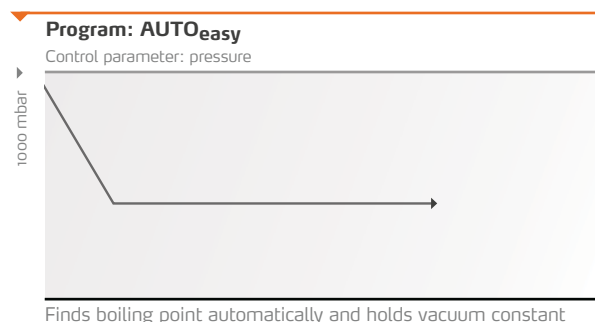 Program: AUTOeasy
Control parameter: pressure
1000 mbar
Finds boiling point automatically and holds vacuum constant